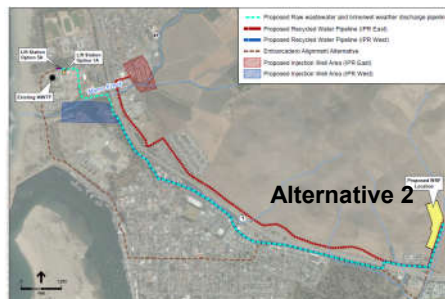 Proposed Raw wastewater and brine/wet weather discharge pipeline
Proposed Recycled Water Pipeline (IPR East)
Proposed Recycled Water Pipeline (IPR West)
Embarcadero Alignment Alternative
Proposed Injection Well Area (IPR East)
Proposed Injection Well Area (IPR West)
Lift Station
Option 5A
Lift Station
Option 1A
Existing WWTP
Alternative 2
Proposed WRF
Location